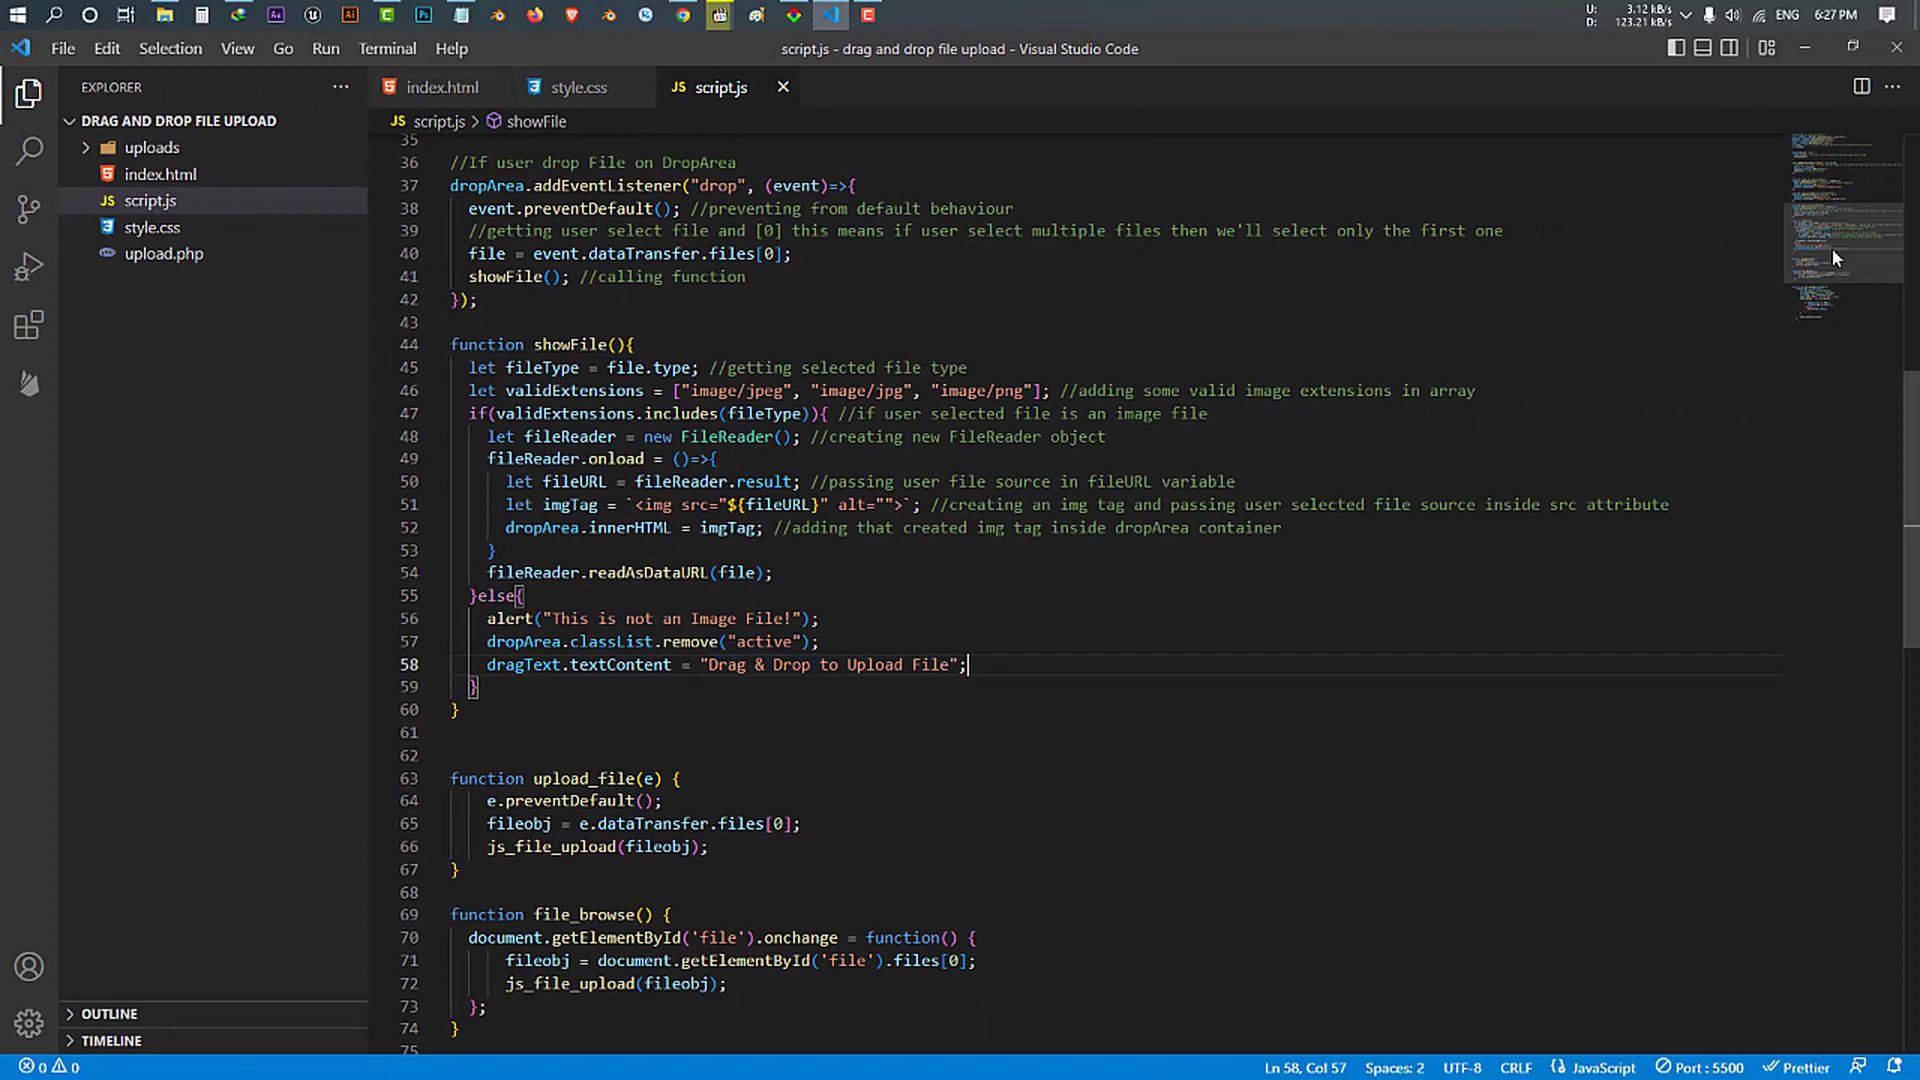 U: 3.12 kB/s
D: 123.21 kB/s
ENG 6:27 PM
File Edit Selection View Go Run Terminal Help
script.js - drag and drop file upload - Visual Studio Code
EXPLORER
index.html style.css JS script.js
DRAG AND DROP FILE UPLOAD
uploads
index.html
JS script.js
style.css
upload.php
JS script.js > showFile
35
36 //If user drop File on DropArea
37 dropArea.addEventListener("drop", (event)=>{
38 event.preventDefault(); //preventing from default behaviour
39 //getting user select file and [0] this means if user select multiple files then we'll select only the first one
40 file = event.dataTransfer.files[0];
41 showFile(); //calling function
42 });
43
44 function showFile(){
45 let fileType = file.type; //getting selected file type
46 let validExtensions = ["image/jpeg", "image/jpg", "image/png"]; //adding some valid image extensions in array
47 if(validExtensions.includes(fileType)){ //if user selected file is an image file
48 let fileReader = new FileReader(); //creating new FileReader object
49 fileReader.onload = ()=>{
50 let fileURL = fileReader.result; //passing user file source in fileURL variable
51 let imgTag = `<img src="${fileURL}" alt="">`; //creating an img tag and passing user selected file source inside src attribute
52 dropArea.innerHTML = imgTag; //adding that created img tag inside dropArea container
53 }
54 fileReader.readAsDataURL(file);
55 }else{
56 alert("This is not an Image File!");
57 dropArea.classList.remove("active");
58 dragText.textContent = "Drag & Drop to Upload File";
59 }
60 }
61
62
63 function upload_file(e) {
64 e.preventDefault();
65 fileobj = e.dataTransfer.files[0];
66 js_file_upload(fileobj);
67 }
68
69 function file_browse() {
70 document.getElementById('file').onchange = function() {
71 fileobj = document.getElementById('file').files[0];
72 js_file_upload(fileobj);
73 };
74 }
75
OUTLINE
TIMELINE
0 0
Ln 58, Col 57 Spaces: 2 UTF-8 CRLF {} JavaScript Port : 5500 Prettier